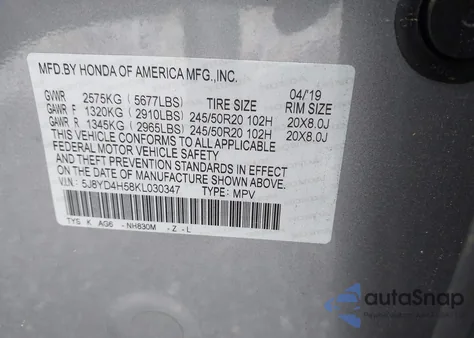 MFD.BY HONDA OF AMERICA MFG.,INC.
04/19
GVWR 2575KG (5677LBS) TIRE SIZE RIM SIZE
GAWR F 1320KG (2910LBS) 245/50R20 102H 20X8.0J
GAWR R 1345KG (2965LBS) 245/50R20 102H 20X8.0J
THIS VEHICLE CONFORMS TO ALL APPLICABLE
FEDERAL MOTOR VEHICLE SAFETY
AND THEFT PREVENTION STANDARDS IN EFFECT
ON THE DATE OF MANUFACTURE SHOWN ABOVE.
V.I.N: 5J8YD4H58KL030347 TYPE: MPV
TYS K AG6 -NH830M -Z -L
autoSnap